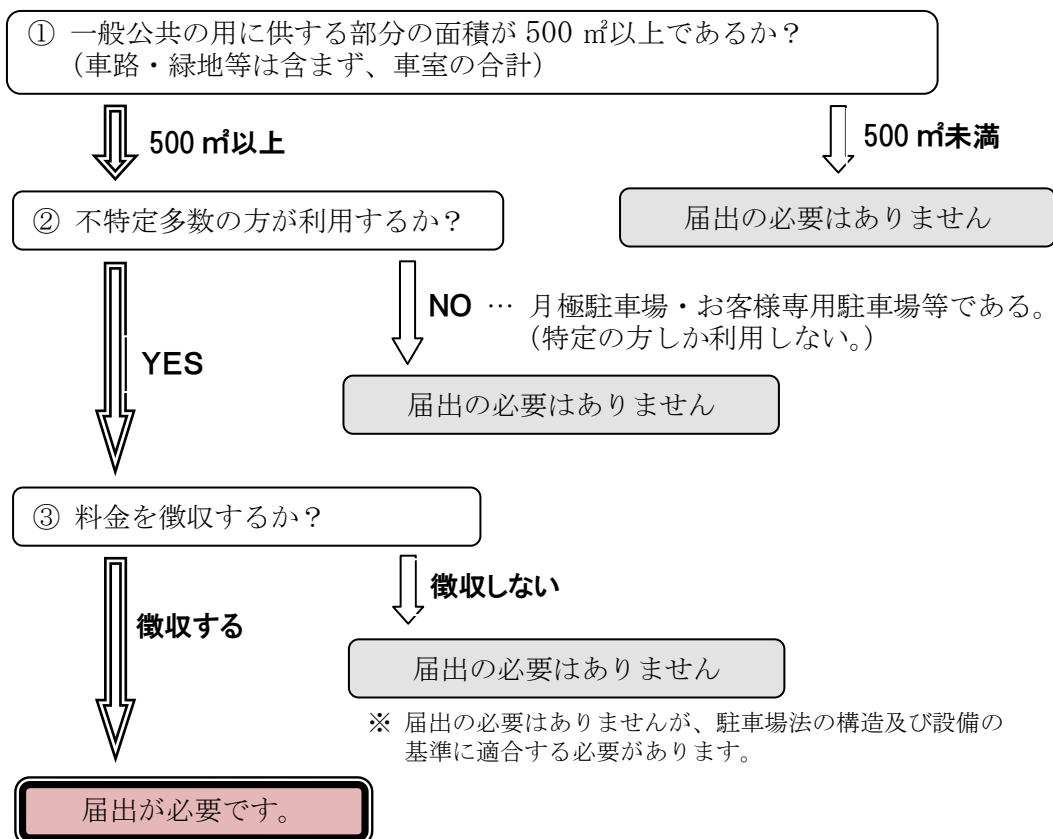 ① 一般公共の用に供する部分の面積が 500 ㎡以上であるか？
（車路・緑地等は含まず、車室の合計）
500 ㎡以上
500 ㎡未満
② 不特定多数の方が利用するか？
届出の必要はありません
NO … 月極駐車場・お客様専用駐車場等である。
（特定の方しか利用しない。）
YES
届出の必要はありません
③ 料金を徴収するか？
徴収しない
徴収する
届出の必要はありません
※ 届出の必要はありませんが、駐車場法の構造及び設備の
基準に適合する必要があります。
届出が必要です。